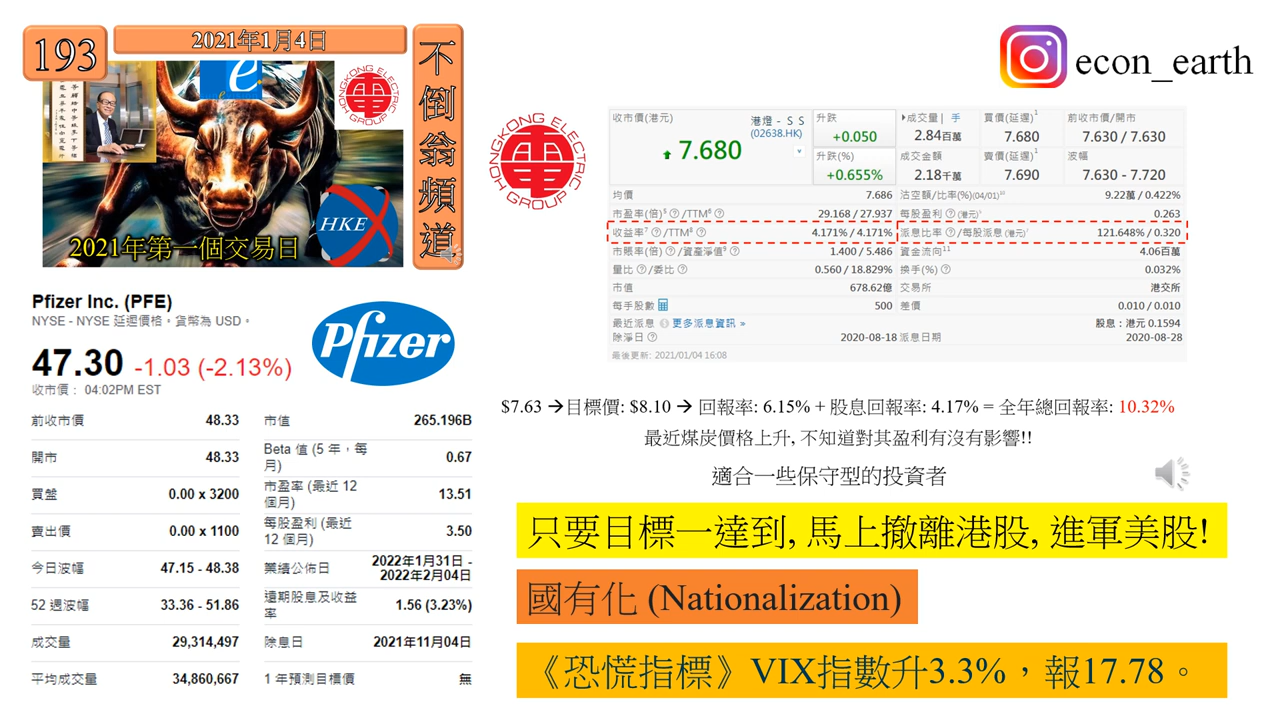 193
2021年1月4日
不倒翁頻道
HONGKONG ELECTRIC GROUP
HKE
2021年第一個交易日
econ_earth
Pfizer Inc. (PFE)
NYSE - NYSE 延遲價格。貨幣為 USD。
47.30 -1.03 (-2.13%)
收市價： 04:02PM EST
Pfizer
前收市價 48.33
開市 48.33
買盤 0.00 x 3200
賣出價 0.00 x 1100
今日波幅 47.15 - 48.38
52 週波幅 33.36 - 51.86
成交量 29,314,497
平均成交量 34,860,667
市值 265.196B
Beta 值 (5 年，每月) 0.67
市盈率 (最近 12 個月) 13.51
每股盈利 (最近 12 個月) 3.50
業績公佈日 2022年1月31日 - 2022年2月04日
遠期股息及收益率 1.56 (3.23%)
除息日 2021年11月04日
1 年預測目標價 無
HONGKONG ELECTRIC GROUP
收市價(港元) 港燈－ＳＳ
(02638.HK)
7.680
升跌 +0.050
升跌(%) +0.655%
成交量 | 手 2.84百萬
成交金額 2.18千萬
買價(延遲)1 7.680
賣價(延遲)1 7.690
前收市價/開市 7.630 / 7.630
波幅 7.630 - 7.720
均價 7.686 沽空額/比率(%)(04/01)10 9.22萬 / 0.422%
市盈率(倍)5 /TTM6 29.168 / 27.937 每股盈利 (港元) 0.263
收益率7 /TTM8 4.171% / 4.171% 派息比率 /每股派息 (港元) 121.648% / 0.320
市賬率(倍) /資產淨值9 1.400 / 5.486 資金流向11 4.06百萬
量比 /委比 0.560 / 18.829% 換手(%) 0.032%
市值 678.62億 交易所 港交所
每手股數 500 差價 0.010 / 0.010
最近派息 更多派息資訊 » 股息：港元 0.1594
除淨日 2020-08-18 派息日期 2020-08-28
最後更新: 2021/01/04 16:08
$7.63 →目標價: $8.10 → 回報率: 6.15% + 股息回報率: 4.17% = 全年總回報率: 10.32%
最近煤炭價格上升, 不知道對其盈利有沒有影響!!
適合一些保守型的投資者
只要目標一達到, 馬上撤離港股, 進軍美股!
國有化 (Nationalization)
《恐慌指標》VIX指數升3.3%，報17.78。